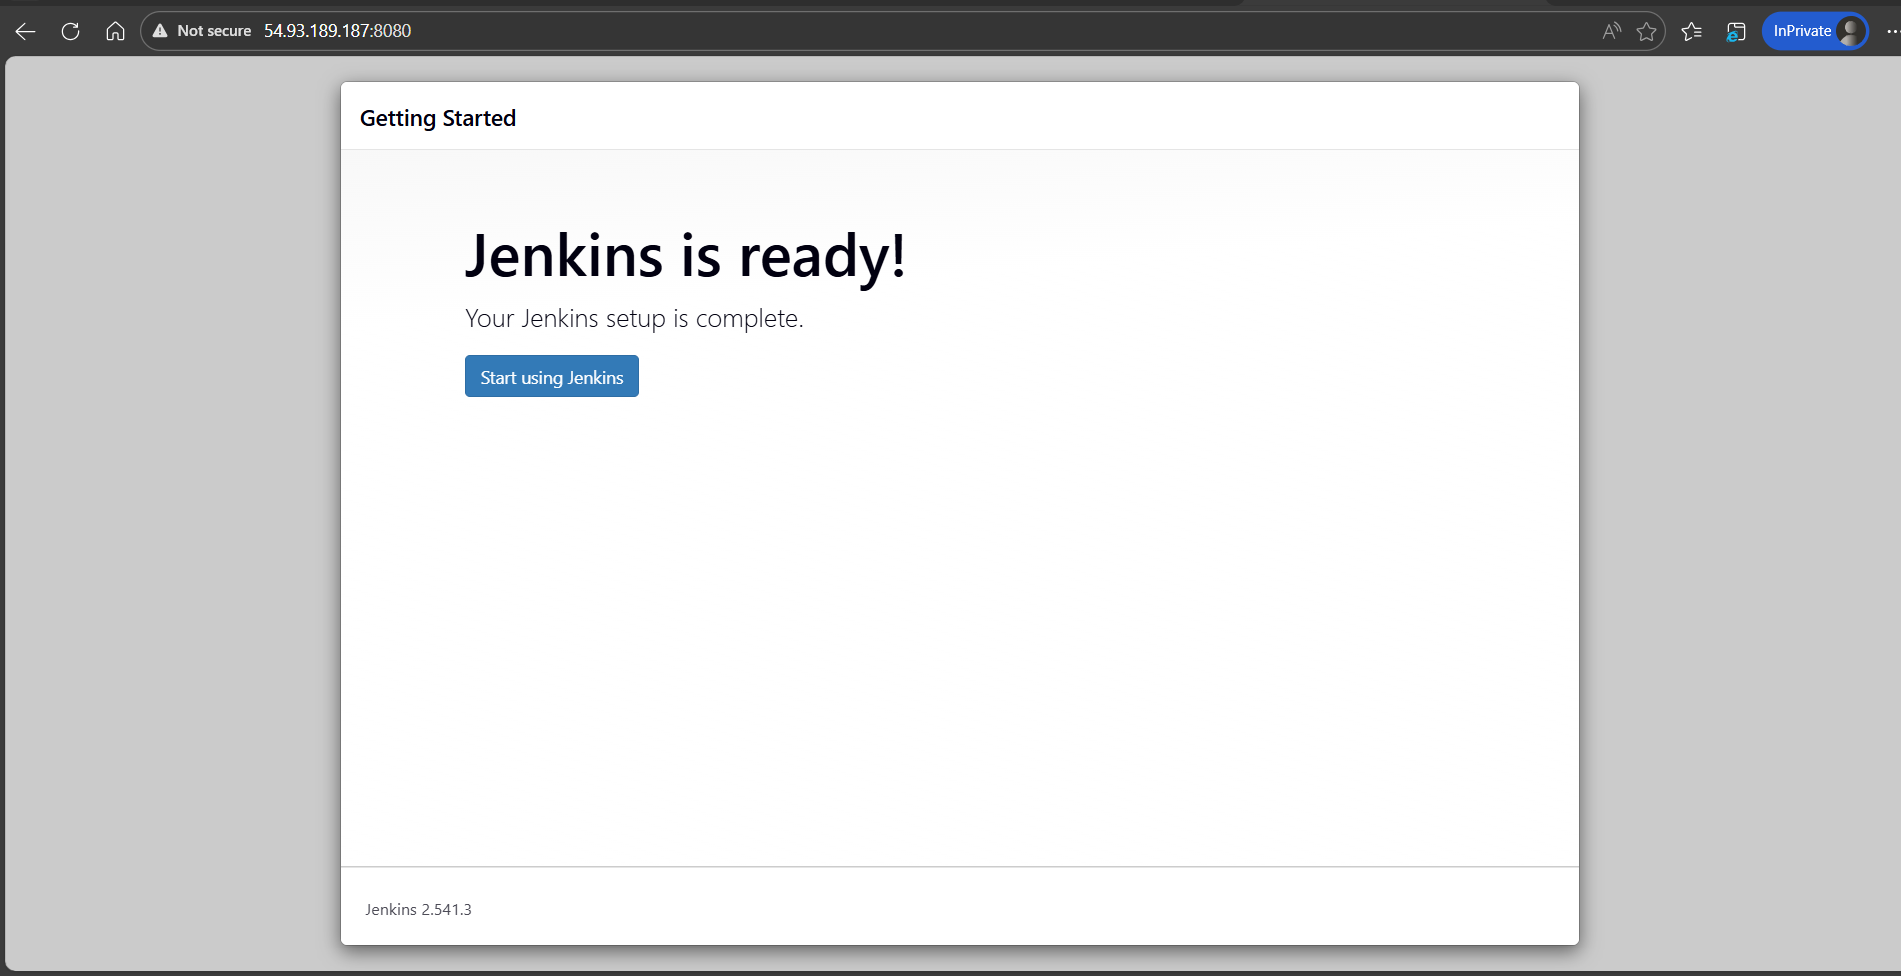 Not secure 54.93.189.187:8080
InPrivate
Getting Started
Jenkins is ready!
Your Jenkins setup is complete.
Start using Jenkins
Jenkins 2.541.3